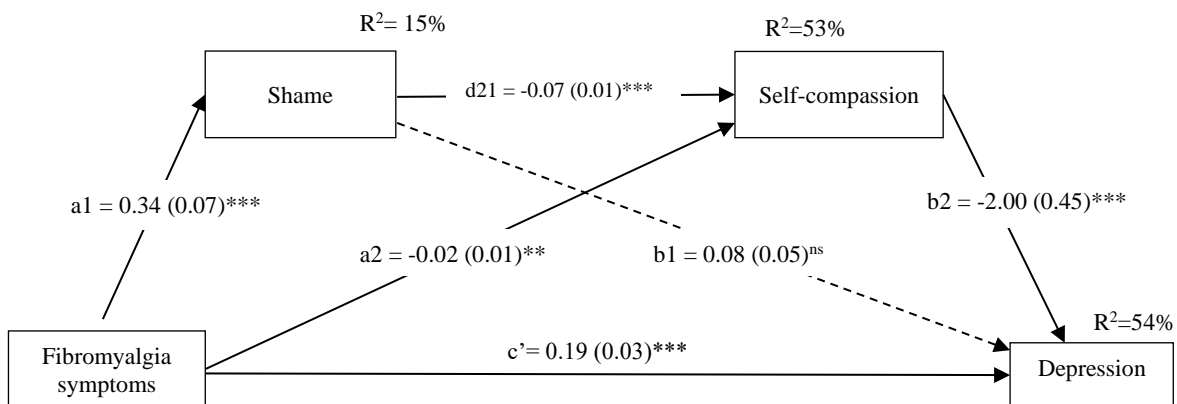 R²= 15%
R²=53%
Shame
d21 = -0.07 (0.01)***
Self-compassion
a1 = 0.34 (0.07)***
b2 = -2.00 (0.45)***
a2 = -0.02 (0.01)**
b1 = 0.08 (0.05)ⁿˢ
R²=54%
Fibromyalgia
symptoms
c’= 0.19 (0.03)***
Depression